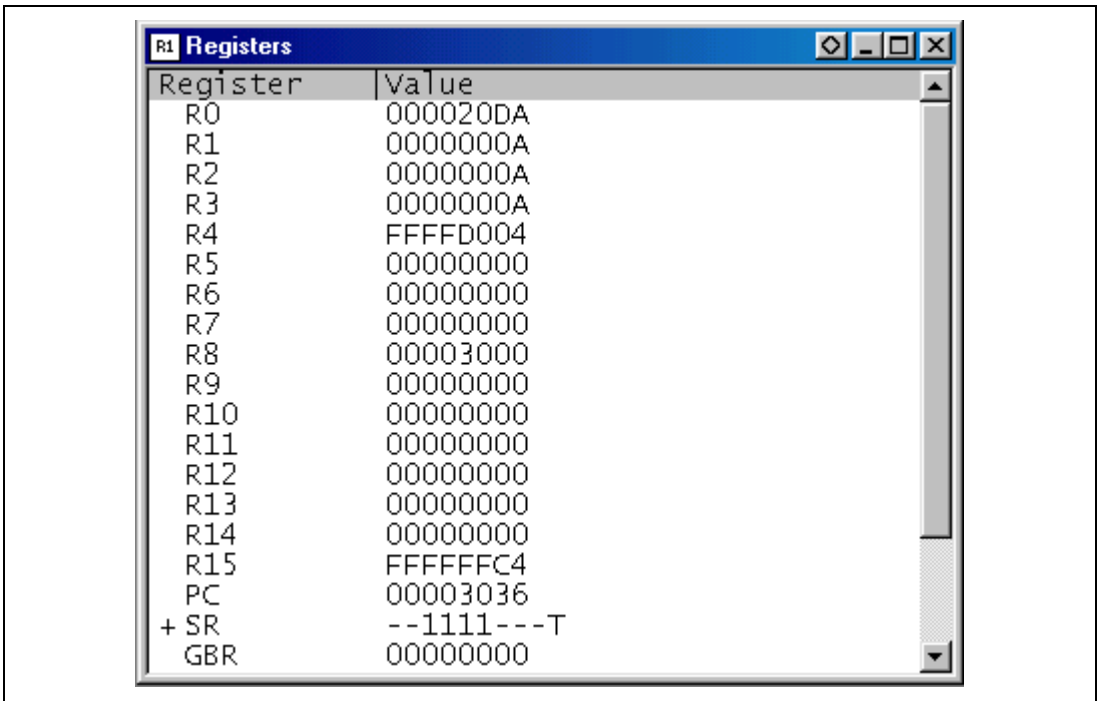 R1 Registers
Register |Value
R0 000020DA
R1 0000000A
R2 0000000A
R3 0000000A
R4 FFFFD004
R5 00000000
R6 00000000
R7 00000000
R8 00003000
R9 00000000
R10 00000000
R11 00000000
R12 00000000
R13 00000000
R14 00000000
R15 FFFFFFC4
PC 00003036
+ SR --1111---T
GBR 00000000